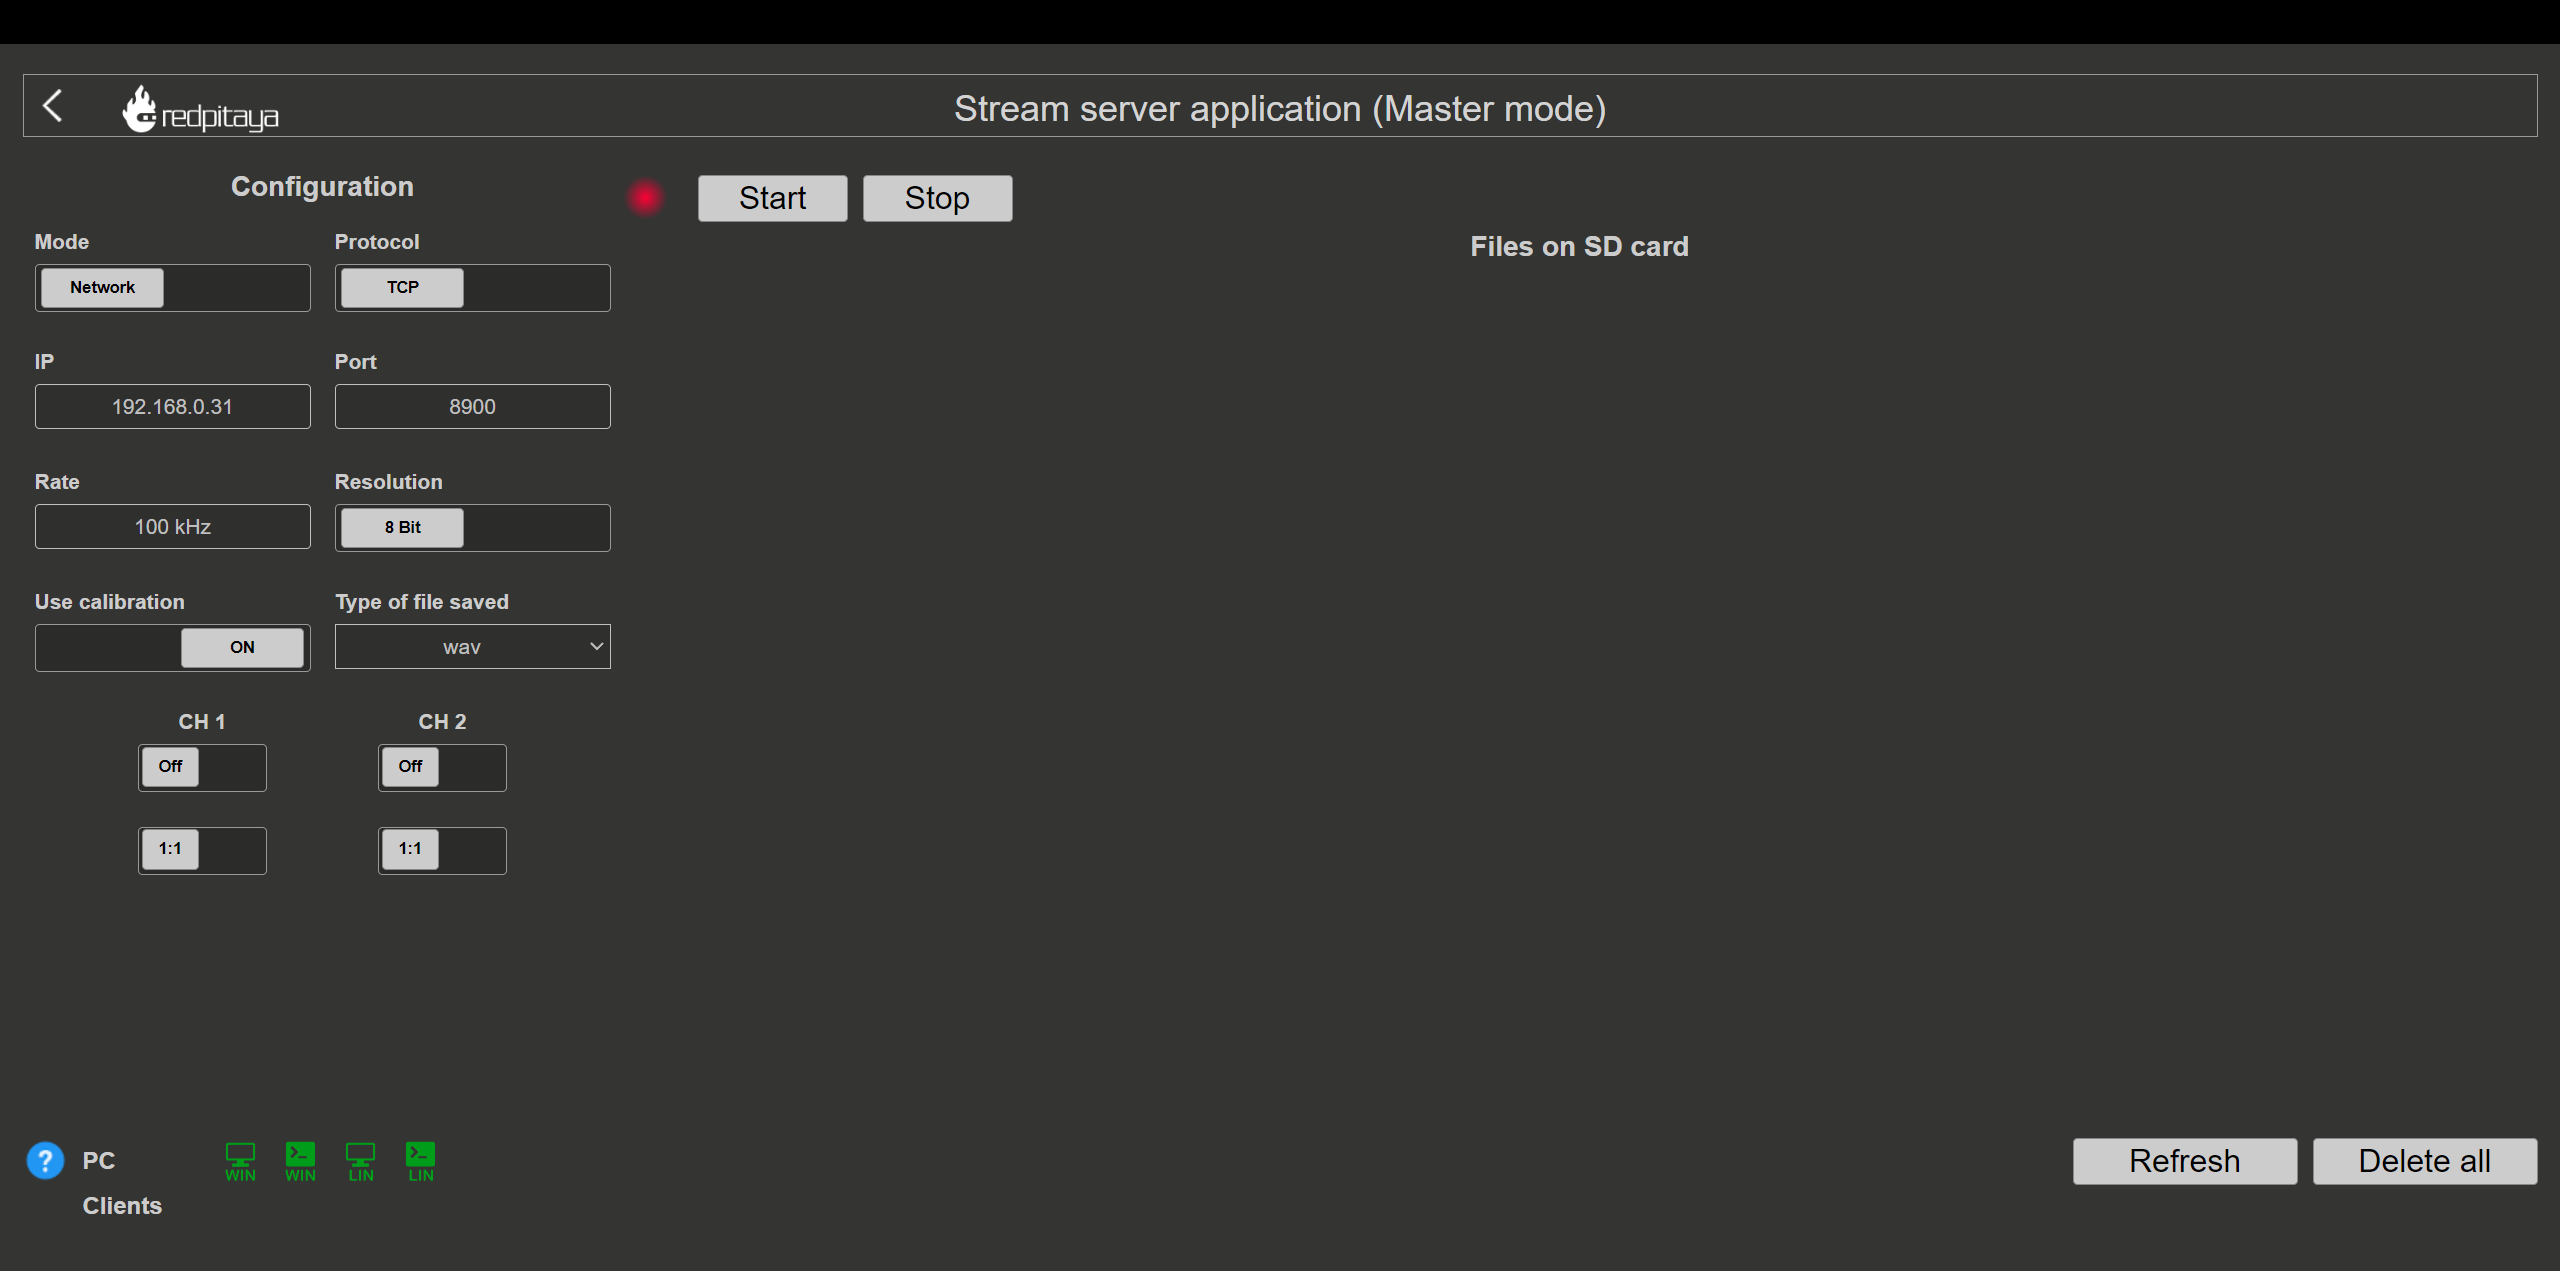 redpitaya
Stream server application (Master mode)
Configuration
Start
Stop
Mode
Protocol
Files on SD card
Network
TCP
IP
Port
192.168.0.31
8900
Rate
Resolution
100 kHz
8 Bit
Use calibration
Type of file saved
ON
wav
CH 1
CH 2
Off
Off
1:1
1:1
?
PC
Clients
WIN
WIN
LIN
LIN
Refresh
Delete all